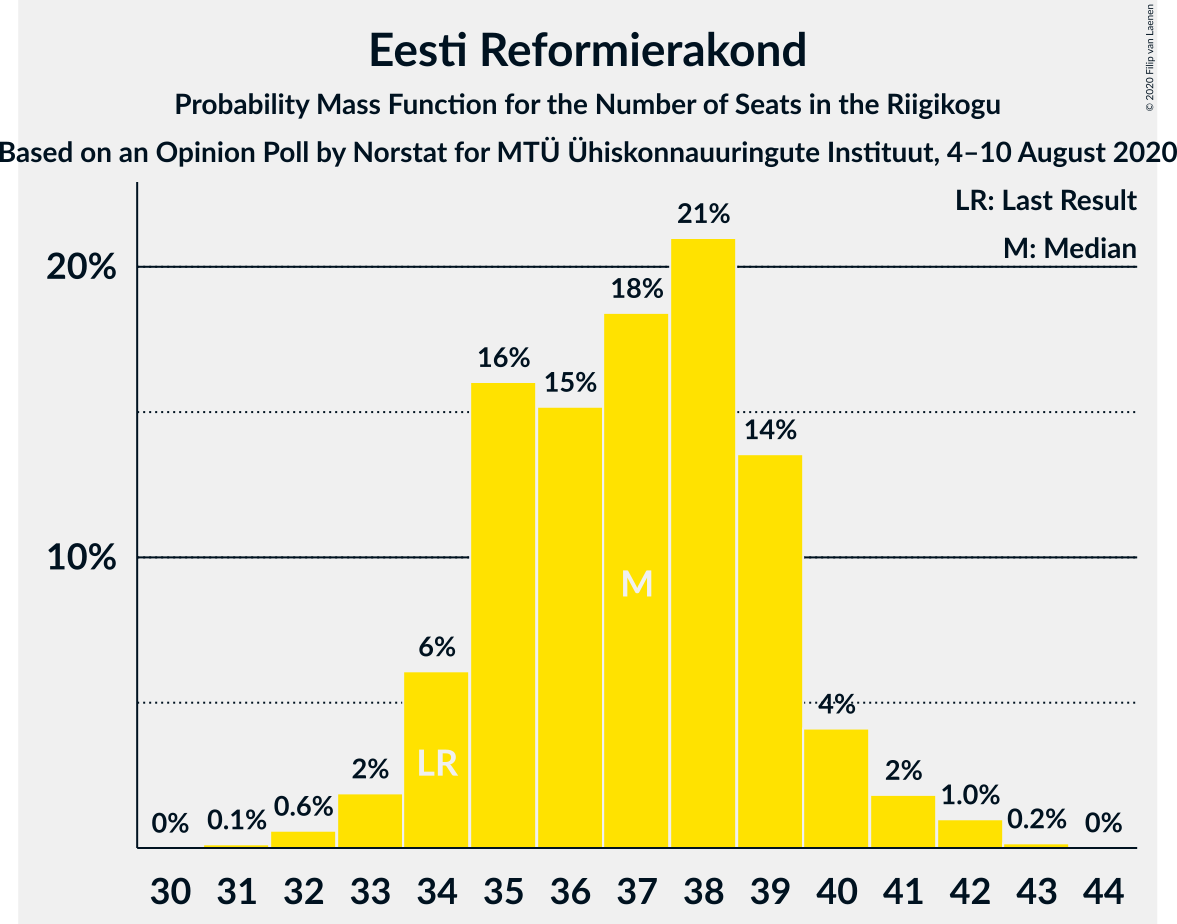 Eesti Reformierakond
Probability Mass Function for the Number of Seats in the Riigikogu
Based on an Opinion Poll by Norstat for MTÜ Ühiskonnauuringute Instituut, 4–10 August 2020
© 2020 Filip van Laenen
LR: Last Result
M: Median
20%
10%
0% 0.1% 0.6% 2% 6% 16% 15% 18% 21% 14% 4% 2% 1.0% 0.2% 0%
LR
M
30 31 32 33 34 35 36 37 38 39 40 41 42 43 44